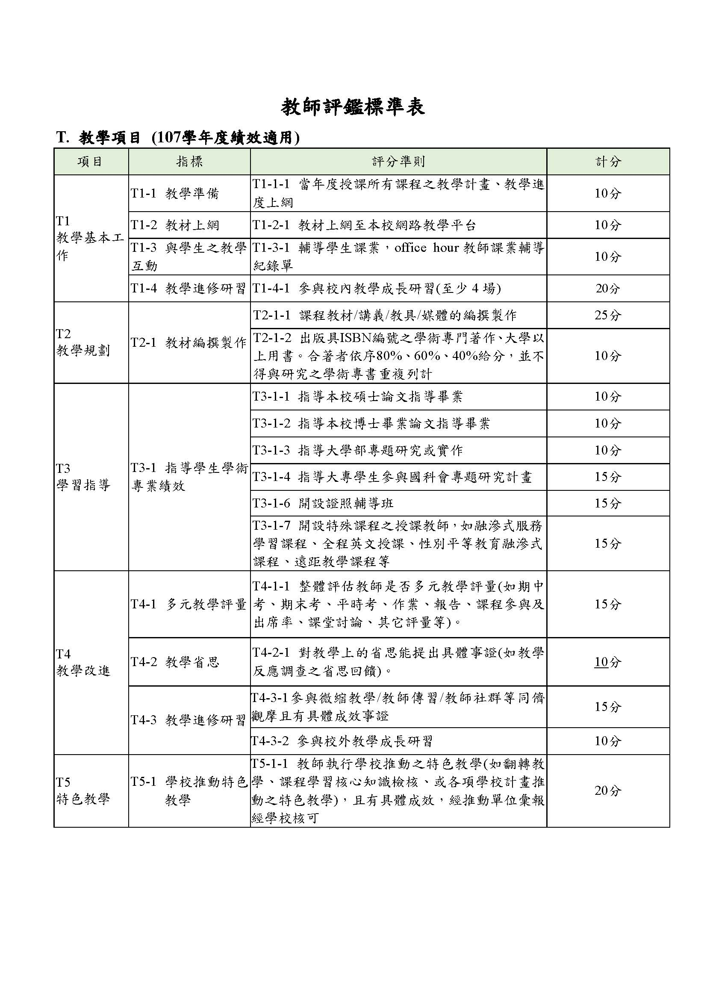 教師評鑑標準表
T. 教學項目 (107學年度績效適用)
項目 指標 評分準則 計分
T1
教學基本工
作
T1-1 教學準備
T1-1-1 當年度授課所有課程之教學計畫、教學進
度上網
10分
T1-2 教材上網
T1-2-1 教材上網至本校網路教學平台
10分
T1-3 與學生之教學
互動
T1-3-1 輔導學生課業，office hour 教師課業輔導
紀錄單
10分
T1-4 教學進修研習
T1-4-1 參與校內教學成長研習(至少 4 場)
20分
T2
教學規劃
T2-1 教材編撰製作
T2-1-1 課程教材/講義/教具/媒體的編撰製作
25分
T2-1-2 出版具ISBN編號之學術專門著作、大學以
上用書。合著者依序80%、60%、40%給分，並不
得與研究之學術專書重複列計
10分
T3
學習指導
T3-1 指導學生學術
專業績效
T3-1-1 指導本校碩士論文指導畢業
10分
T3-1-2 指導本校博士畢業論文指導畢業
10分
T3-1-3 指導大學部專題研究或實作
10分
T3-1-4 指導大專學生參與國科會專題研究計畫
15分
T3-1-6 開設證照輔導班
15分
T3-1-7 開設特殊課程之授課教師，如融滲式服務
學習課程、全程英文授課、性別平等教育融滲式
課程、遠距教學課程等
15分
T4
教學改進
T4-1 多元教學評量
T4-1-1 整體評估教師是否多元教學評量(如期中
考、期末考、平時考、作業、報告、課程參與及
出席率、課堂討論、其它評量等)。
15分
T4-2 教學省思
T4-2-1 對教學上的省思能提出具體事證(如教學
反應調查之省思回饋)。
10分
T4-3 教學進修研習
T4-3-1參與微縮教學/教師傳習/教師社群等同儕
觀摩且有具體成效事證
15分
T4-3-2 參與校外教學成長研習
10分
T5
特色教學
T5-1 學校推動特色
教學
T5-1-1 教師執行學校推動之特色教學(如翻轉教
學、課程學習核心知識檢核、或各項學校計畫推
動之特色教學)，且有具體成效，經推動單位彙報
經學校核可
20分